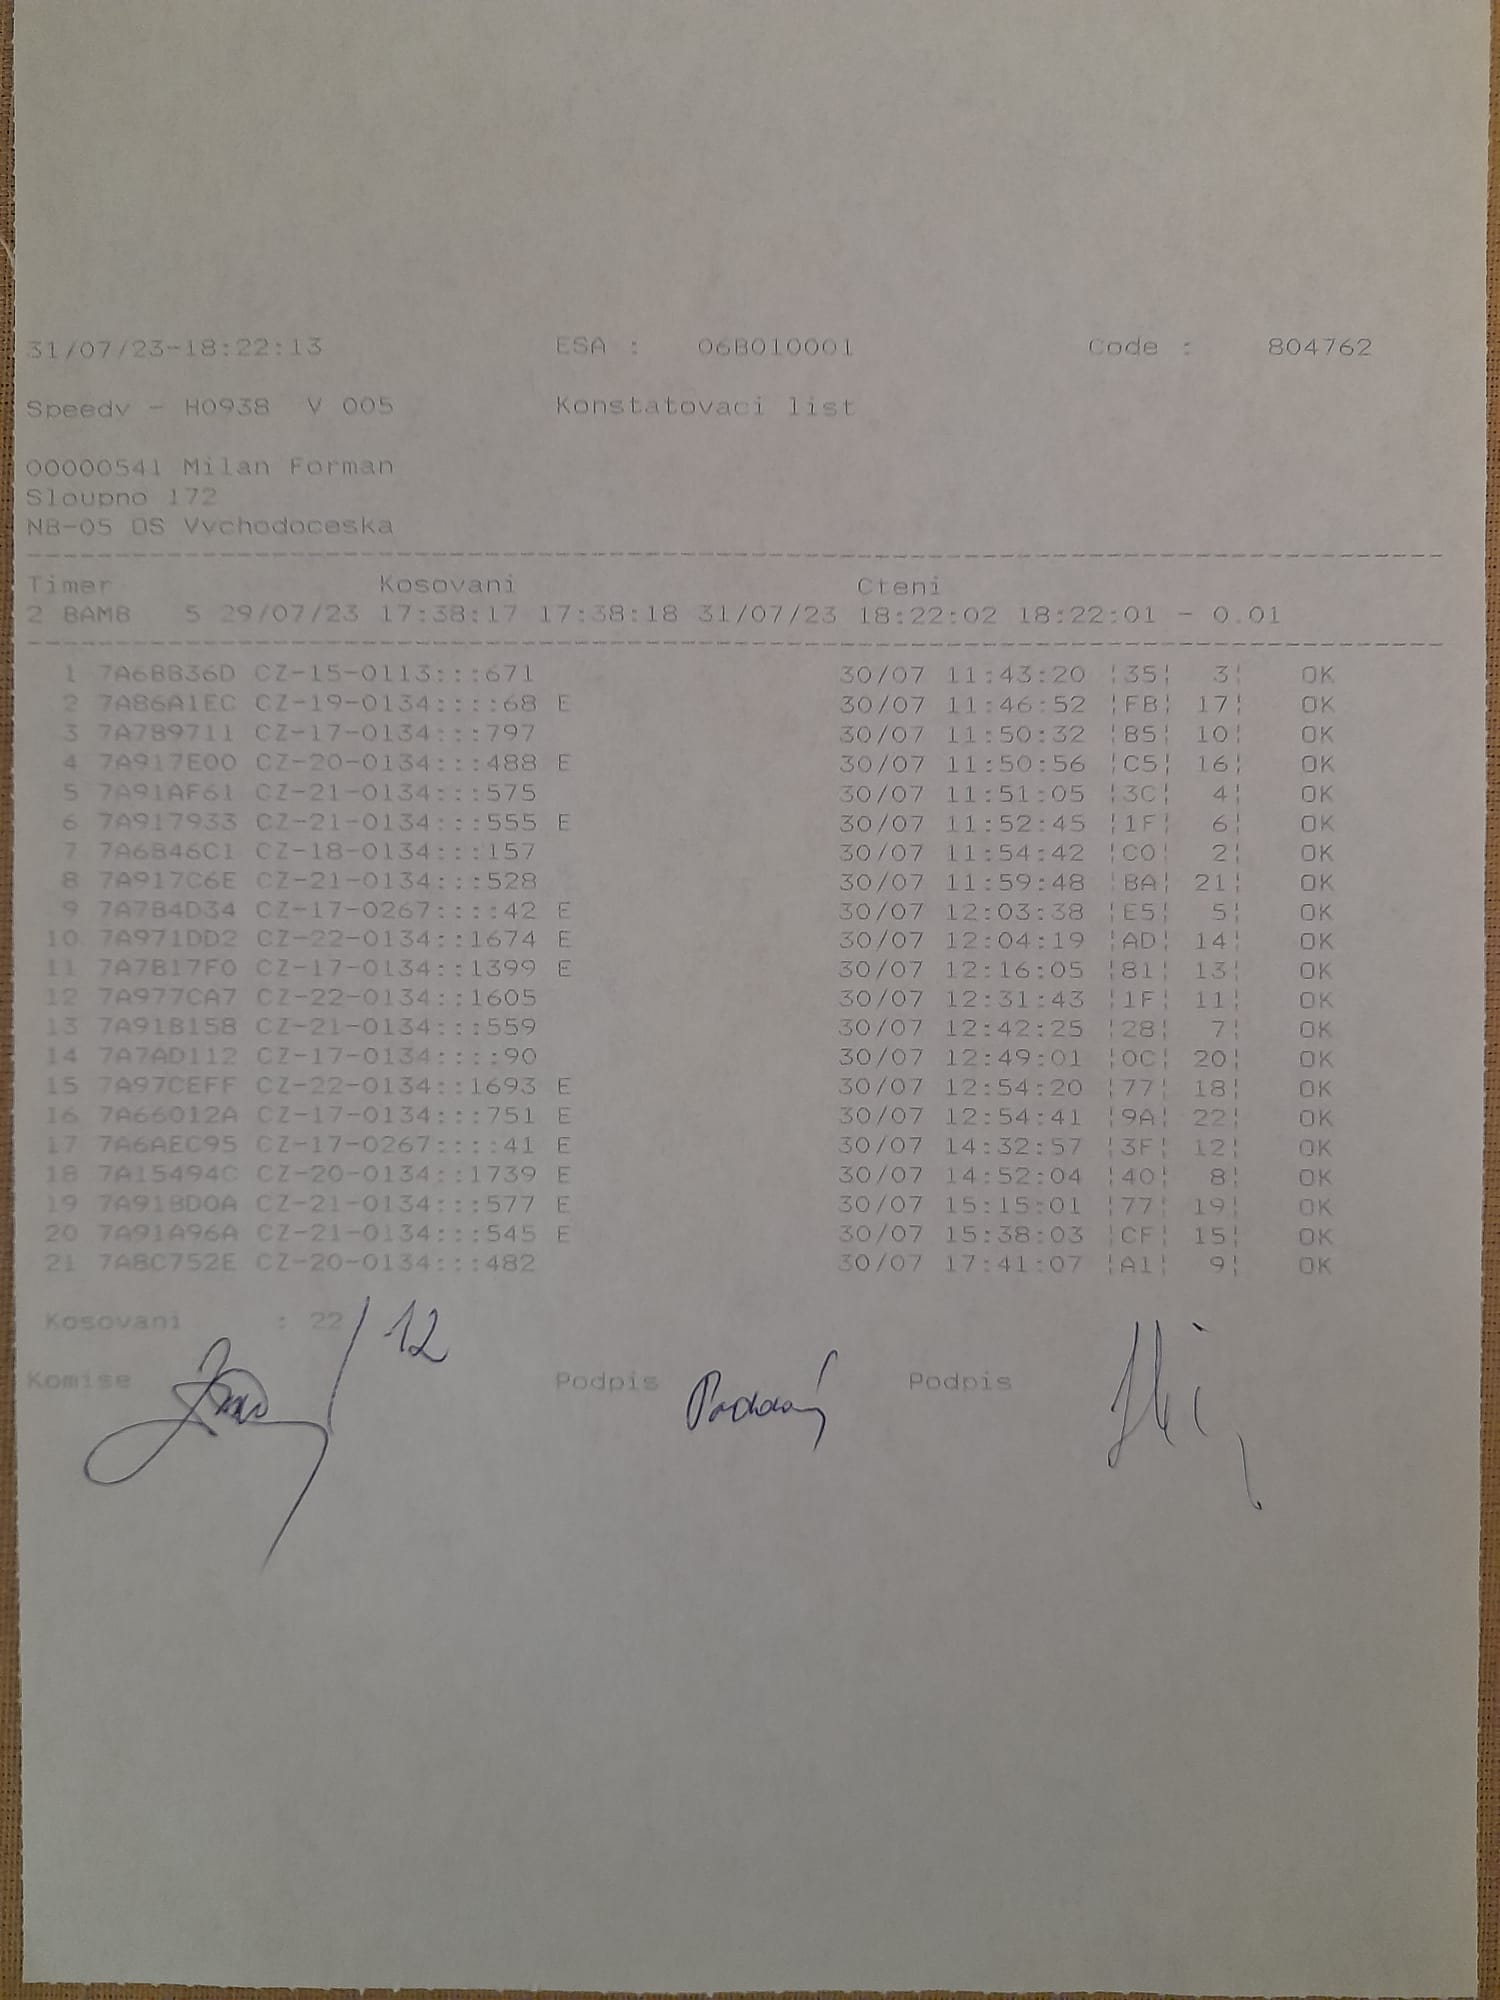 31/07/23-18:22:13 ESA : 06B010001 Code : 804762
Speedy - H0938 V 005 Konstatovaci list
00000541 Milan Forman
Sloupno 172
NB-05 OS Vychodoceska
Timer Kosovani Cteni
2 BAMB 5 29/07/23 17:38:17 17:38:18 31/07/23 18:22:02 18:22:01 - 0.01
1 7A6BB36D CZ-15-0113:::671 30/07 11:43:20 ¦35¦ 3¦ OK
2 7A86A1EC CZ-19-0134::::68 E 30/07 11:46:52 ¦FB¦ 17¦ OK
3 7A7B9711 CZ-17-0134:::797 30/07 11:50:32 ¦B5¦ 10¦ OK
4 7A917E00 CZ-20-0134:::488 E 30/07 11:50:56 ¦C5¦ 16¦ OK
5 7A91AF61 CZ-21-0134:::575 30/07 11:51:05 ¦3C¦ 4¦ OK
6 7A917933 CZ-21-0134:::555 E 30/07 11:52:45 ¦1F¦ 6¦ OK
7 7A6B46C1 CZ-18-0134:::157 30/07 11:54:42 ¦C0¦ 2¦ OK
8 7A917C6E CZ-21-0134:::528 30/07 11:59:48 ¦BA¦ 21¦ OK
9 7A7B4D34 CZ-17-0267::::42 E 30/07 12:03:38 ¦E5¦ 5¦ OK
10 7A971DD2 CZ-22-0134::1674 E 30/07 12:04:19 ¦AD¦ 14¦ OK
11 7A7B17F0 CZ-17-0134::1399 E 30/07 12:16:05 ¦81¦ 13¦ OK
12 7A977CA7 CZ-22-0134::1605 30/07 12:31:43 ¦1F¦ 11¦ OK
13 7A91B158 CZ-21-0134:::559 30/07 12:42:25 ¦28¦ 7¦ OK
14 7A7AD112 CZ-17-0134::::90 30/07 12:49:01 ¦0C¦ 20¦ OK
15 7A97CEFF CZ-22-0134::1693 E 30/07 12:54:20 ¦77¦ 18¦ OK
16 7A66012A CZ-17-0134:::751 E 30/07 12:54:41 ¦9A¦ 22¦ OK
17 7A6AEC95 CZ-17-0267::::41 E 30/07 14:32:57 ¦3F¦ 12¦ OK
18 7A15494C CZ-20-0134::1739 E 30/07 14:52:04 ¦40¦ 8¦ OK
19 7A91BD0A CZ-21-0134:::577 E 30/07 15:15:01 ¦77¦ 19¦ OK
20 7A91A96A CZ-21-0134:::545 E 30/07 15:38:03 ¦CF¦ 15¦ OK
21 7A8C752E CZ-20-0134:::482 30/07 17:41:07 ¦A1¦ 9¦ OK
Kosovani : 22 / 12
Komise Podpis Podpis